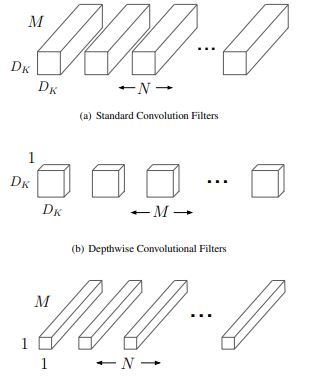 M
D_K
D_K
← N →
(a) Standard Convolution Filters
1
D_K
D_K
← M →
(b) Depthwise Convolutional Filters
M
1
1
← N →